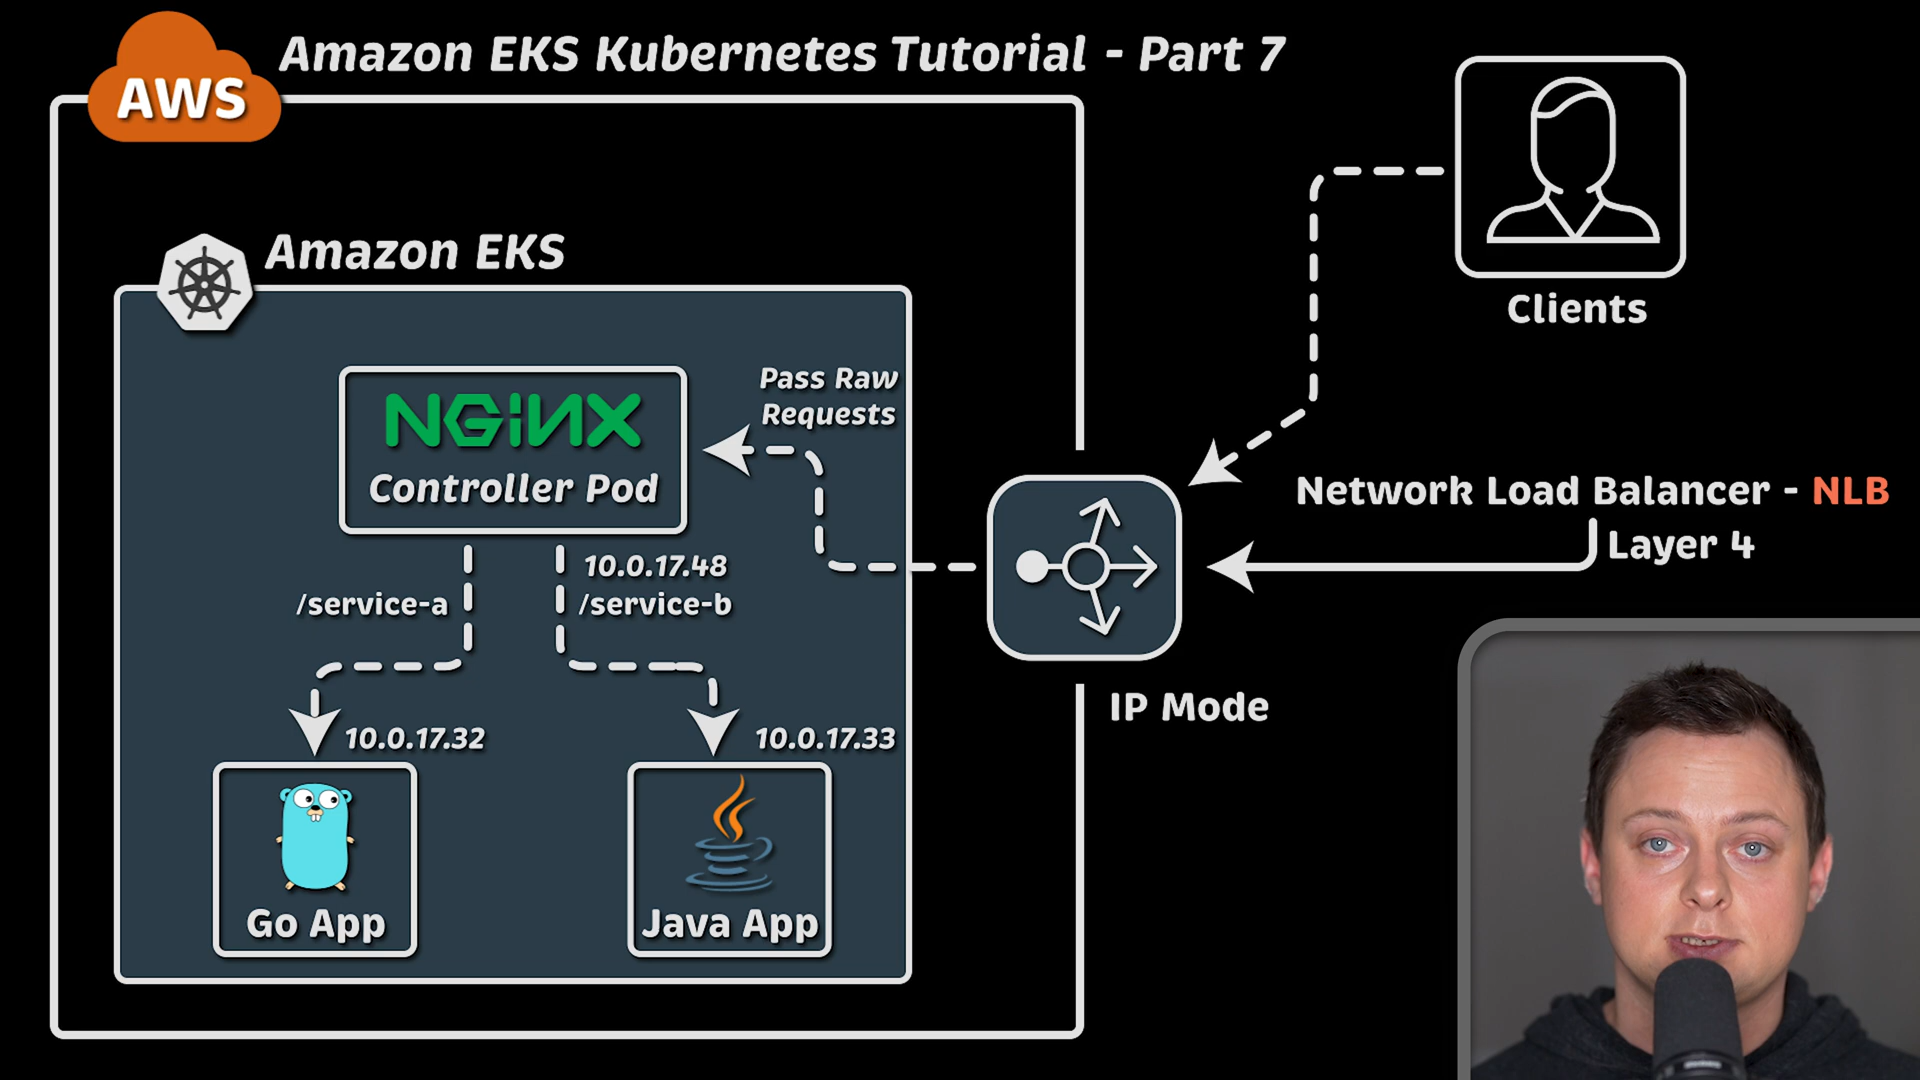 Amazon EKS Kubernetes Tutorial - Part 7
AWS
Amazon EKS
Clients
Pass Raw
Requests
NGINX
Controller Pod
Network Load Balancer - NLB
Layer 4
10.0.17.48
/service-a
/service-b
IP Mode
10.0.17.32
10.0.17.33
Go App
Java App